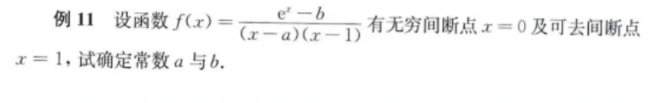 例 11 设函数 f(x) = \frac{e^x - b}{(x-a)(x-1)} 有无穷间断点 x = 0 及可去间断点
x = 1, 试确定常数 a 与 b.